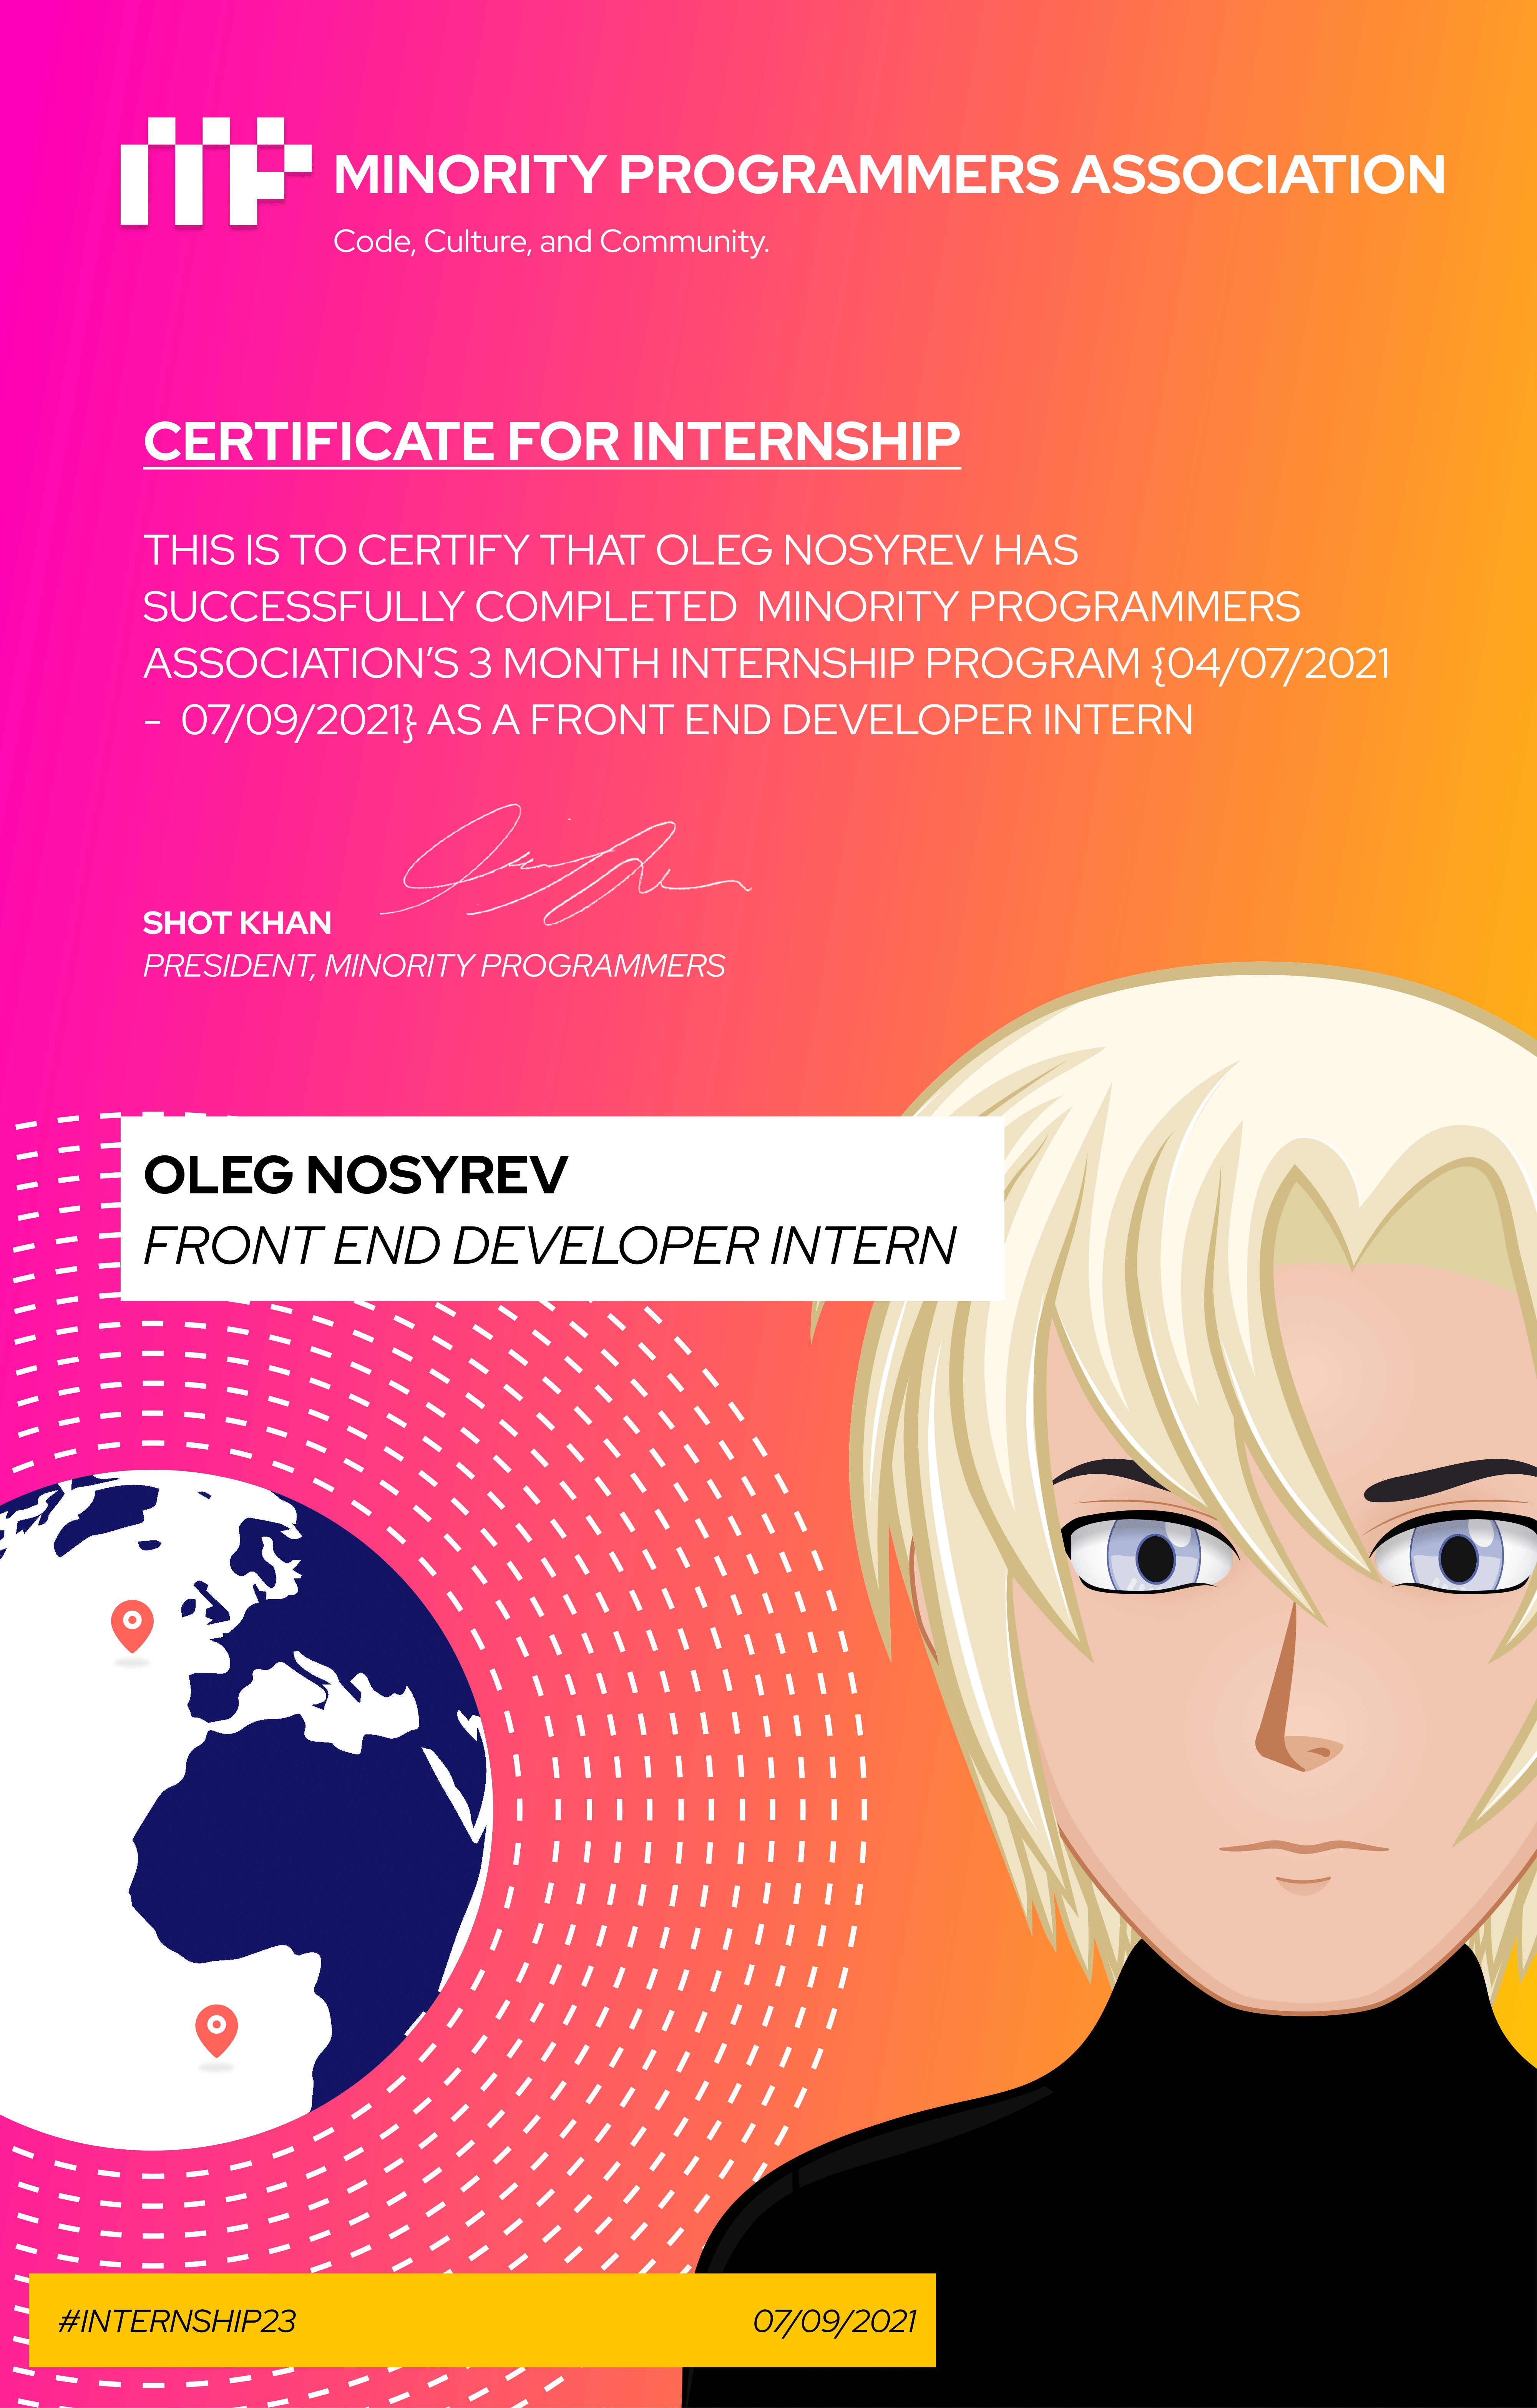 MP MINORITY PROGRAMMERS ASSOCIATION
Code, Culture, and Community.
CERTIFICATE FOR INTERNSHIP
THIS IS TO CERTIFY THAT OLEG NOSYREV HAS
SUCCESSFULLY COMPLETED MINORITY PROGRAMMERS
ASSOCIATION'S 3 MONTH INTERNSHIP PROGRAM {04/07/2021
- 07/09/2021} AS A FRONT END DEVELOPER INTERN
SHOT KHAN
PRESIDENT, MINORITY PROGRAMMERS
OLEG NOSYREV
FRONT END DEVELOPER INTERN
#INTERNSHIP23 07/09/2021